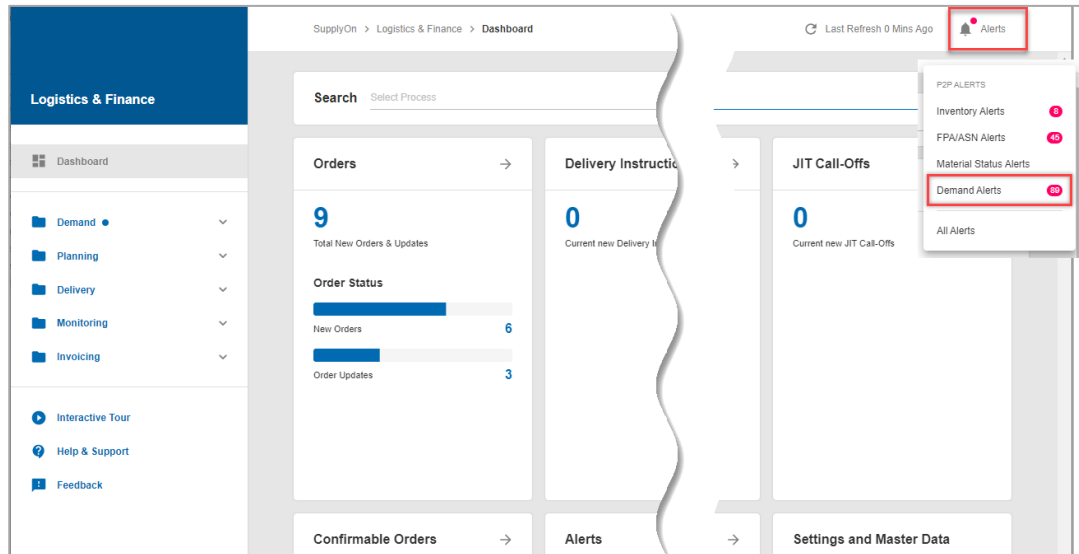 SupplyOn > Logistics & Finance > Dashboard
Last Refresh 0 Mins Ago
Alerts
Logistics & Finance
Dashboard
Demand
Planning
Delivery
Monitoring
Invoicing
Interactive Tour
Help & Support
Feedback
Search Select Process
Orders
9
Total New Orders & Updates
Order Status
New Orders 6
Order Updates 3
Delivery Instructio
0
Current new Delivery I
JIT Call-Offs
0
Current new JIT Call-Offs
P2P ALERTS
Inventory Alerts 8
FPA/ASN Alerts 45
Material Status Alerts
Demand Alerts 89
All Alerts
Confirmable Orders
Alerts
Settings and Master Data